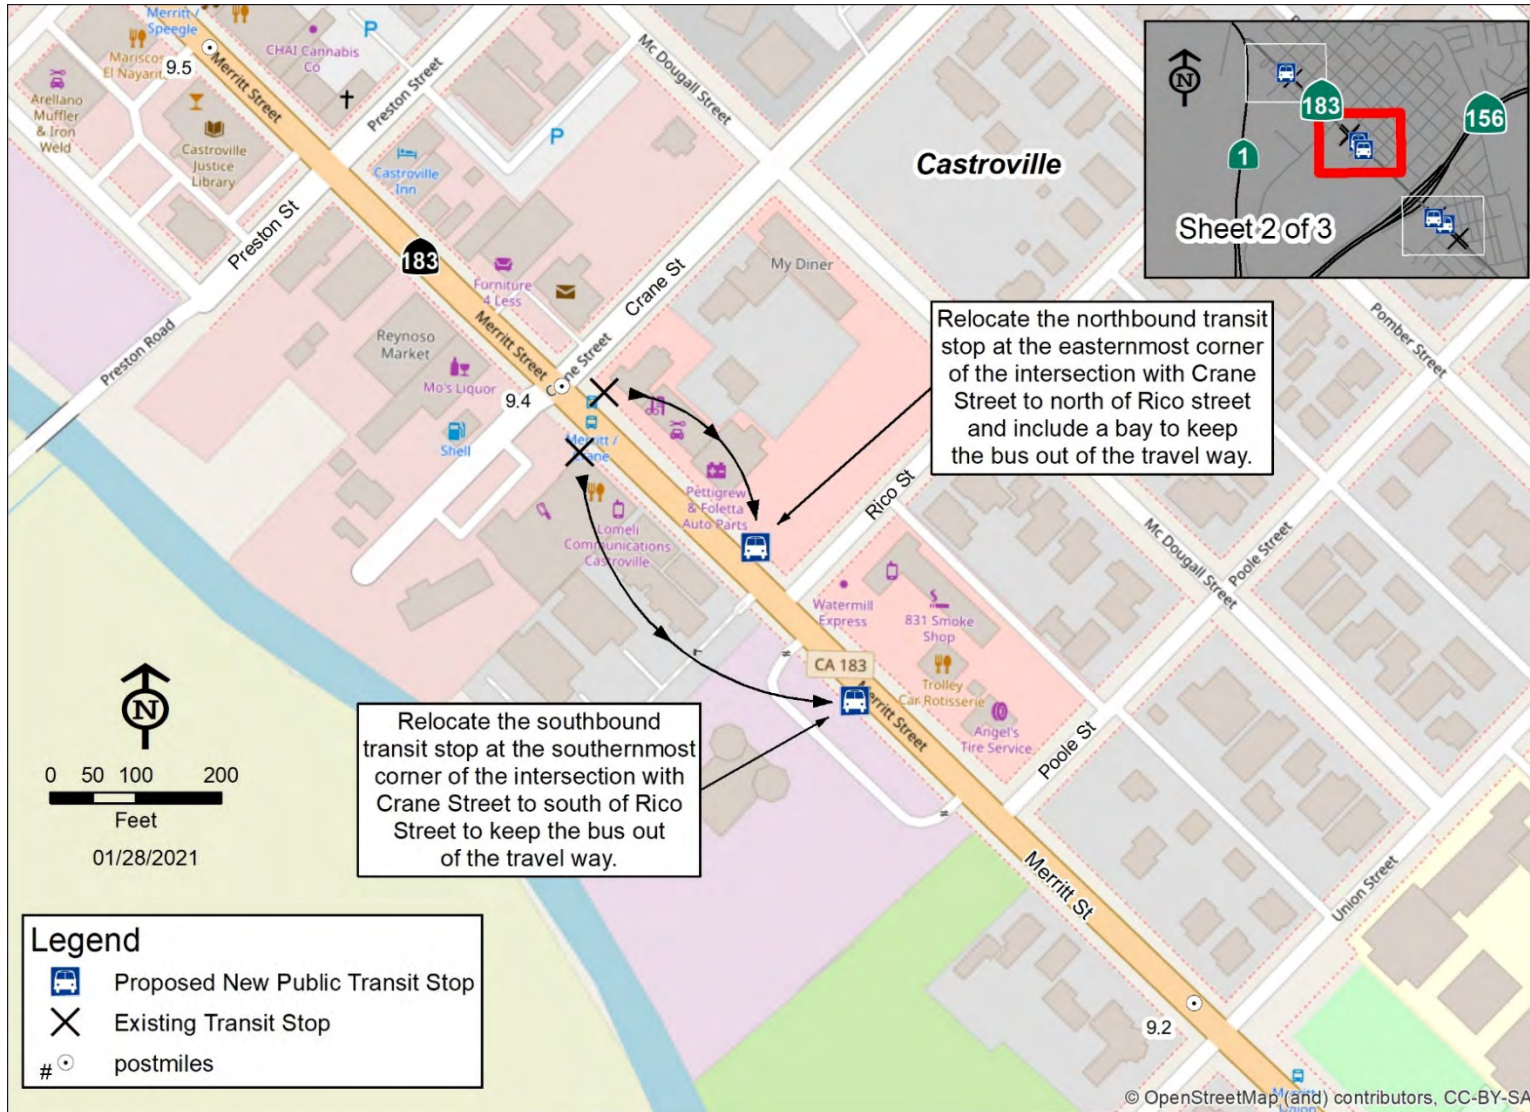 Merritt /
Speegle
Mariscos
El Nayarit
9.5
Merritt Street
CHAI Cannabis
Co
P
Preston Street
Arellano
Muffler
& Iron
Weld
Castroville
Justice
Library
Castroville
Inn
P
Mc Dougall Street
Castroville
N
183
1
156
Sheet 2 of 3
Preston St
183
Furniture
4 Less
Crane St
My Diner
Preston Road
Reynoso
Market
Mo's Liquor
Merritt Street
Street
9.4
Shell
Merritt /
Pettigrew
& Foletta
Auto Parts
Lomeli
Communications
Castroville
Relocate the northbound transit
stop at the easternmost corner
of the intersection with Crane
Street to north of Rico street
and include a bay to keep
the bus out of the travel way.
Pomber Street
Rico St
Mc Dougall Street
Poole Street
Watermill
Express
831 Smoke
Shop
CA 183
Trolley
Car Rotisserie
Merritt Street
Angel's
Tire Service
Poole St
Relocate the southbound
transit stop at the southernmost
corner of the intersection with
Crane Street to south of Rico
Street to keep the bus out
of the travel way.
N
0 50 100 200
Feet
01/28/2021
Merritt St
Union Street
9.2
Legend
Proposed New Public Transit Stop
Existing Transit Stop
# postmiles
© OpenStreetMap (and) contributors, CC-BY-SA